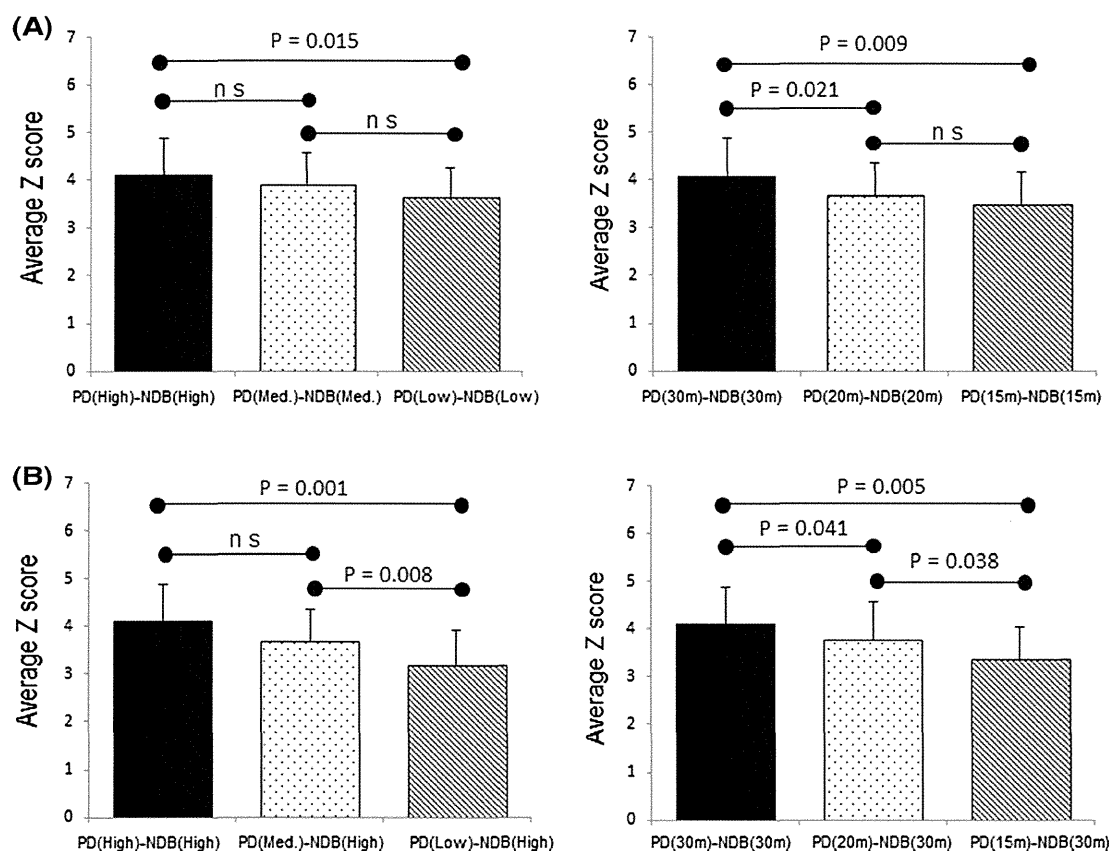 (A)
Average Z score
7
6
5
4
3
2
1
0
P = 0.015
n s
n s
PD(High)-NDB(High)
PD(Med.)-NDB(Med.)
PD(Low)-NDB(Low)
Average Z score
7
6
5
4
3
2
1
0
P = 0.009
P = 0.021
n s
PD(30m)-NDB(30m)
PD(20m)-NDB(20m)
PD(15m)-NDB(15m)
(B)
Average Z score
7
6
5
4
3
2
1
0
P = 0.001
n s
P = 0.008
PD(High)-NDB(High)
PD(Med.)-NDB(High)
PD(Low)-NDB(High)
Average Z score
7
6
5
4
3
2
1
0
P = 0.005
P = 0.041
P = 0.038
PD(30m)-NDB(30m)
PD(20m)-NDB(30m)
PD(15m)-NDB(30m)